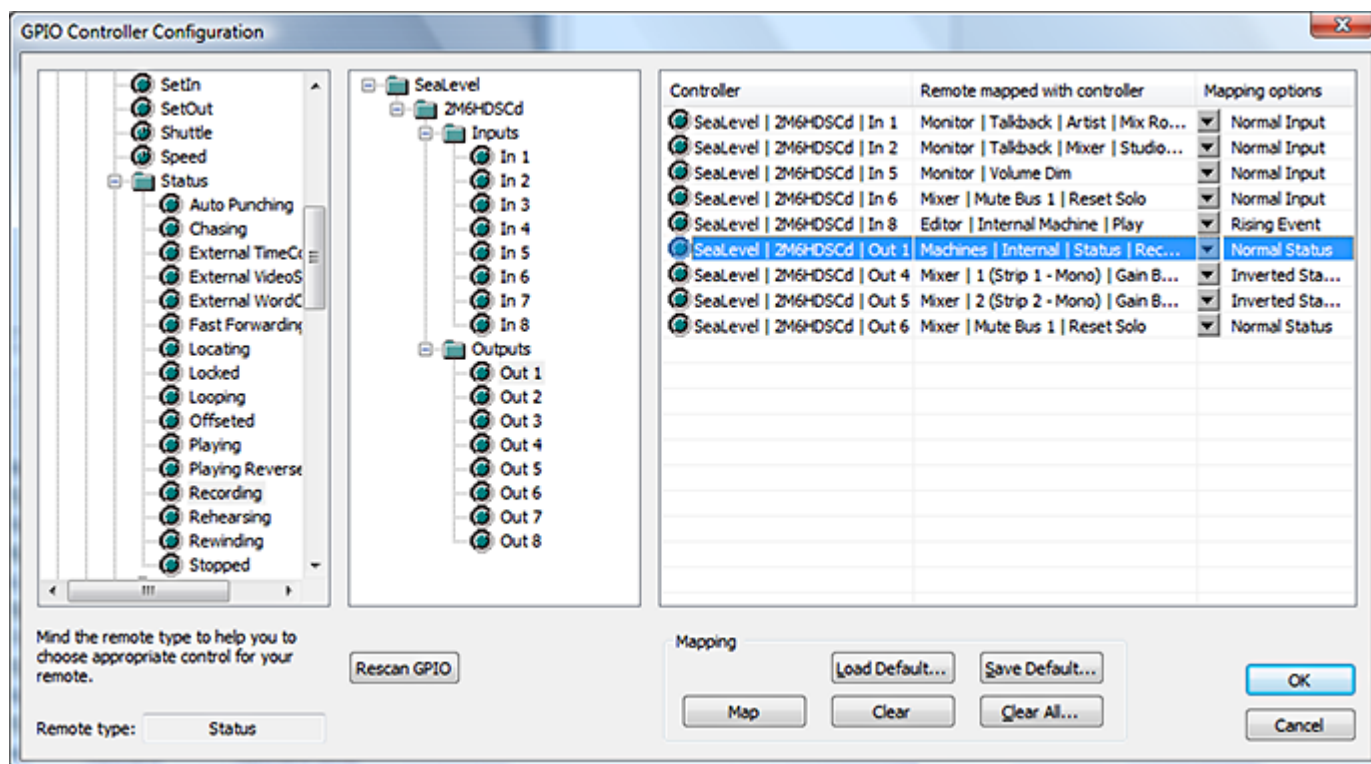 GPIO Controller Configuration
SetIn
SetOut
Shuttle
Speed
Status
Auto Punching
Chasing
External TimeCo
External VideoS
External WordC
Fast Forwarding
Locating
Locked
Looping
Offseted
Playing
Playing Reverse
Recording
Rehearsing
Rewinding
Stopped
SeaLevel
2M6HDSCd
Inputs
In 1
In 2
In 3
In 4
In 5
In 6
In 7
In 8
Outputs
Out 1
Out 2
Out 3
Out 4
Out 5
Out 6
Out 7
Out 8
Controller Remote mapped with controller Mapping options
SeaLevel | 2M6HDSCd | In 1 Monitor | Talkback | Artist | Mix Ro... Normal Input
SeaLevel | 2M6HDSCd | In 2 Monitor | Talkback | Mixer | Studio... Normal Input
SeaLevel | 2M6HDSCd | In 5 Monitor | Volume Dim Normal Input
SeaLevel | 2M6HDSCd | In 6 Mixer | Mute Bus 1 | Reset Solo Normal Input
SeaLevel | 2M6HDSCd | In 8 Editor | Internal Machine | Play Rising Event
SeaLevel | 2M6HDSCd | Out 1 Machines | Internal | Status | Rec... Normal Status
SeaLevel | 2M6HDSCd | Out 4 Mixer | 1 (Strip 1 - Mono) | Gain B... Inverted Sta...
SeaLevel | 2M6HDSCd | Out 5 Mixer | 2 (Strip 2 - Mono) | Gain B... Inverted Sta...
SeaLevel | 2M6HDSCd | Out 6 Mixer | Mute Bus 1 | Reset Solo Normal Status
Mind the remote type to help you to
choose appropriate control for your
remote.
Remote type: Status
Rescan GPIO
Mapping
Load Default... Save Default...
Map Clear Clear All...
OK
Cancel